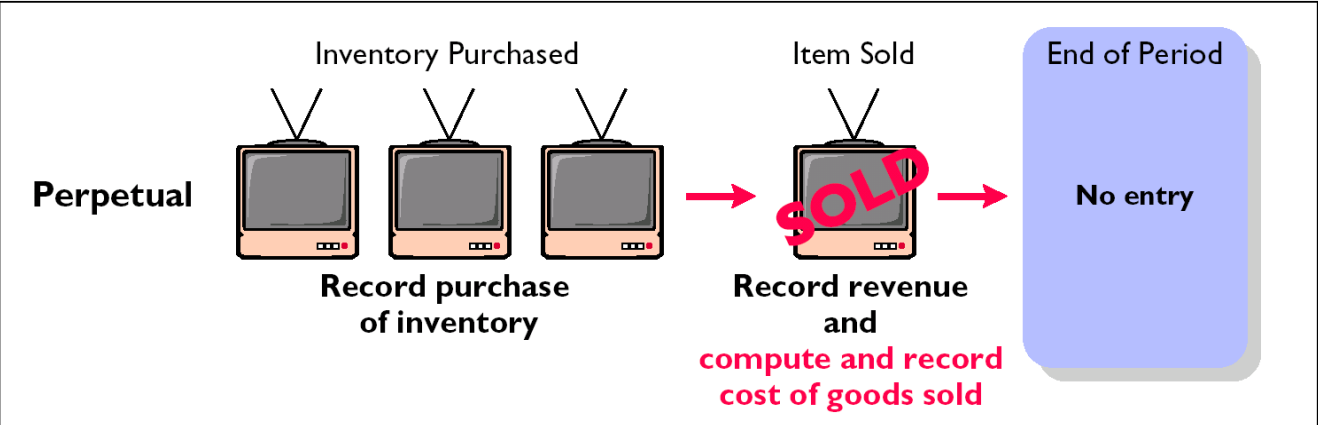 Inventory Purchased
Item Sold
End of Period
Perpetual
SOLD
No entry
Record purchase
of inventory
Record revenue
and
compute and record
cost of goods sold